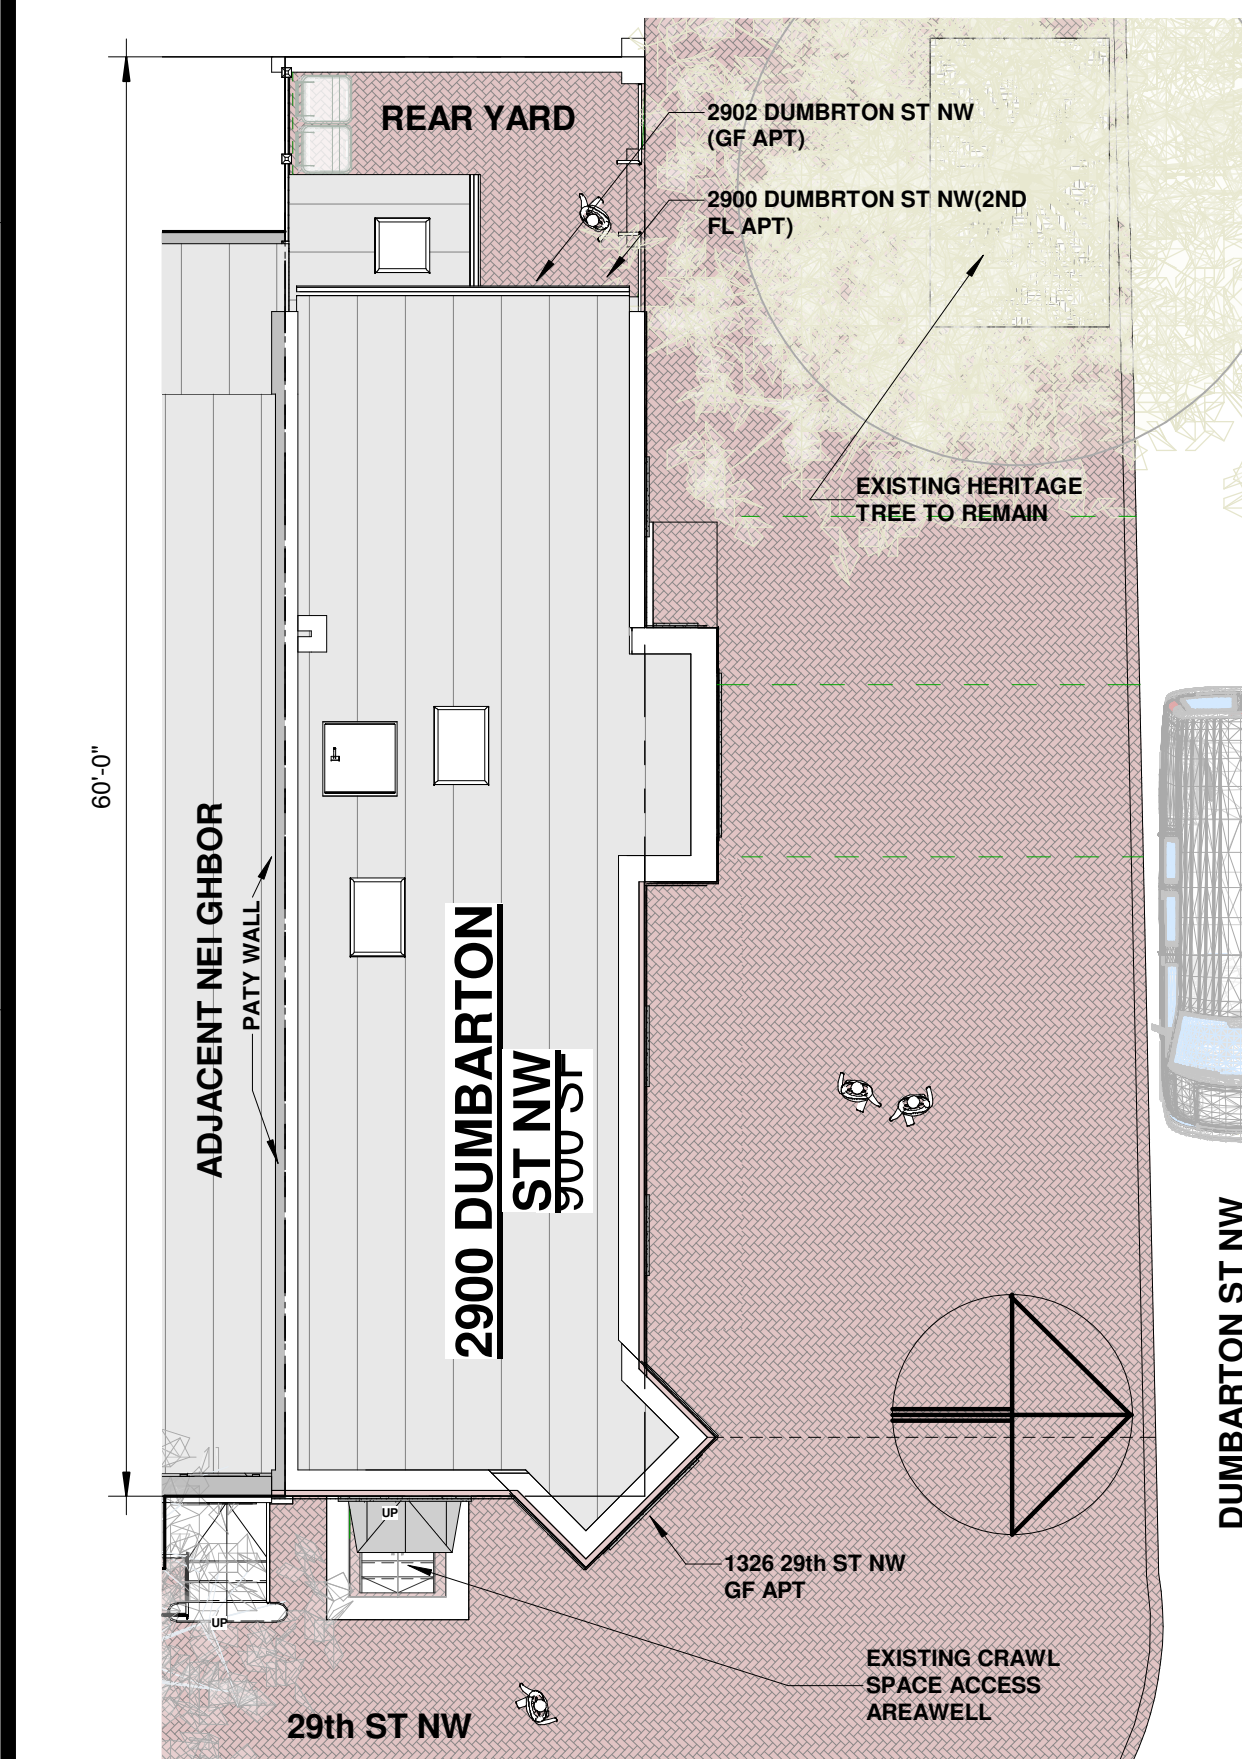 REAR YARD
2902 DUMBRTON ST NW
(GF APT)
2900 DUMBRTON ST NW(2ND
FL APT)
EXISTING HERITAGE
TREE TO REMAIN
60'-0"
ADJACENT NEI GHBOR
PATY WALL
2900 DUMBARTON
ST NW
900 SF
DUMBARTON ST NW
UP
UP
1326 29th ST NW
GF APT
EXISTING CRAWL
SPACE ACCESS
AREAWELL
29th ST NW